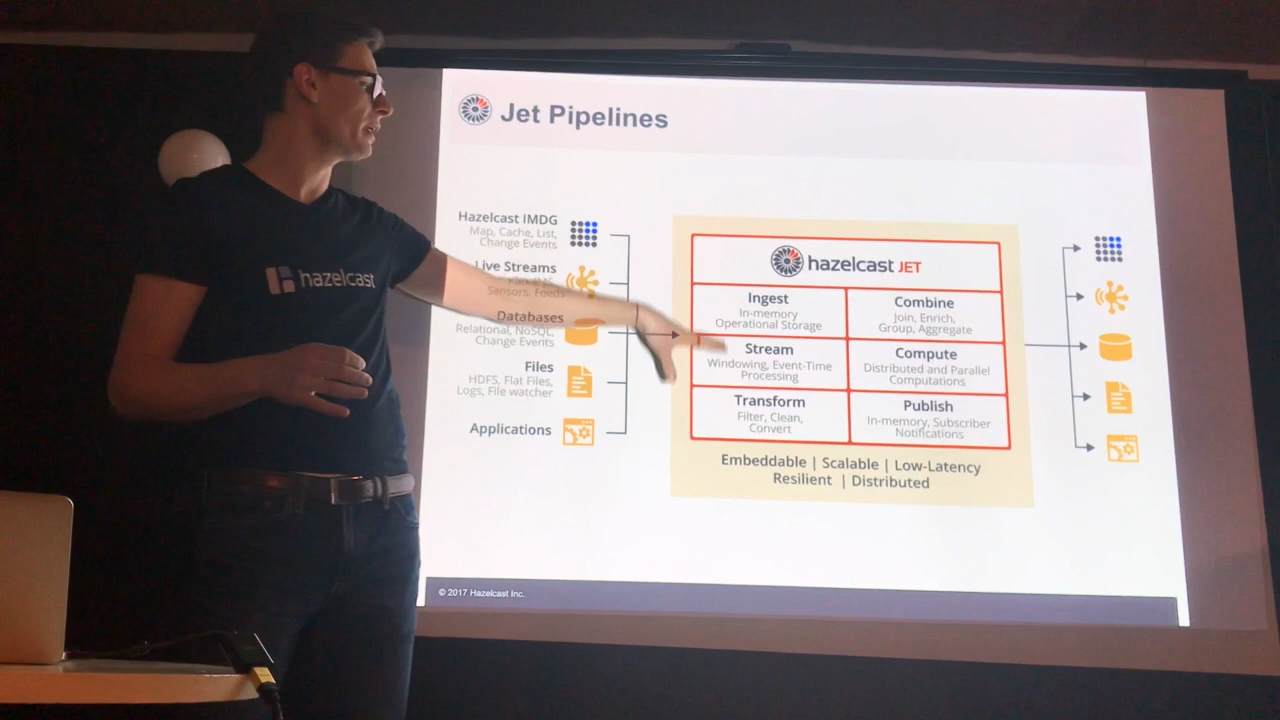 Jet Pipelines
hazelcast
Hazelcast IMDG
Map, Cache, List,
Change Events
Live Streams
Sensors, Feeds
Databases
Relational, NoSQL,
Change Events
Files
HDFS, Flat Files,
Logs, File watcher
Applications
hazelcast JET
Ingest
In-memory
Operational Storage
Combine
Join, Enrich,
Group, Aggregate
Stream
Windowing, Event-Time
Processing
Compute
Distributed and Parallel
Computations
Transform
Filter, Clean,
Convert
Publish
In-memory, Subscriber
Notifications
Embeddable | Scalable | Low-Latency
Resilient | Distributed
© 2017 Hazelcast Inc.